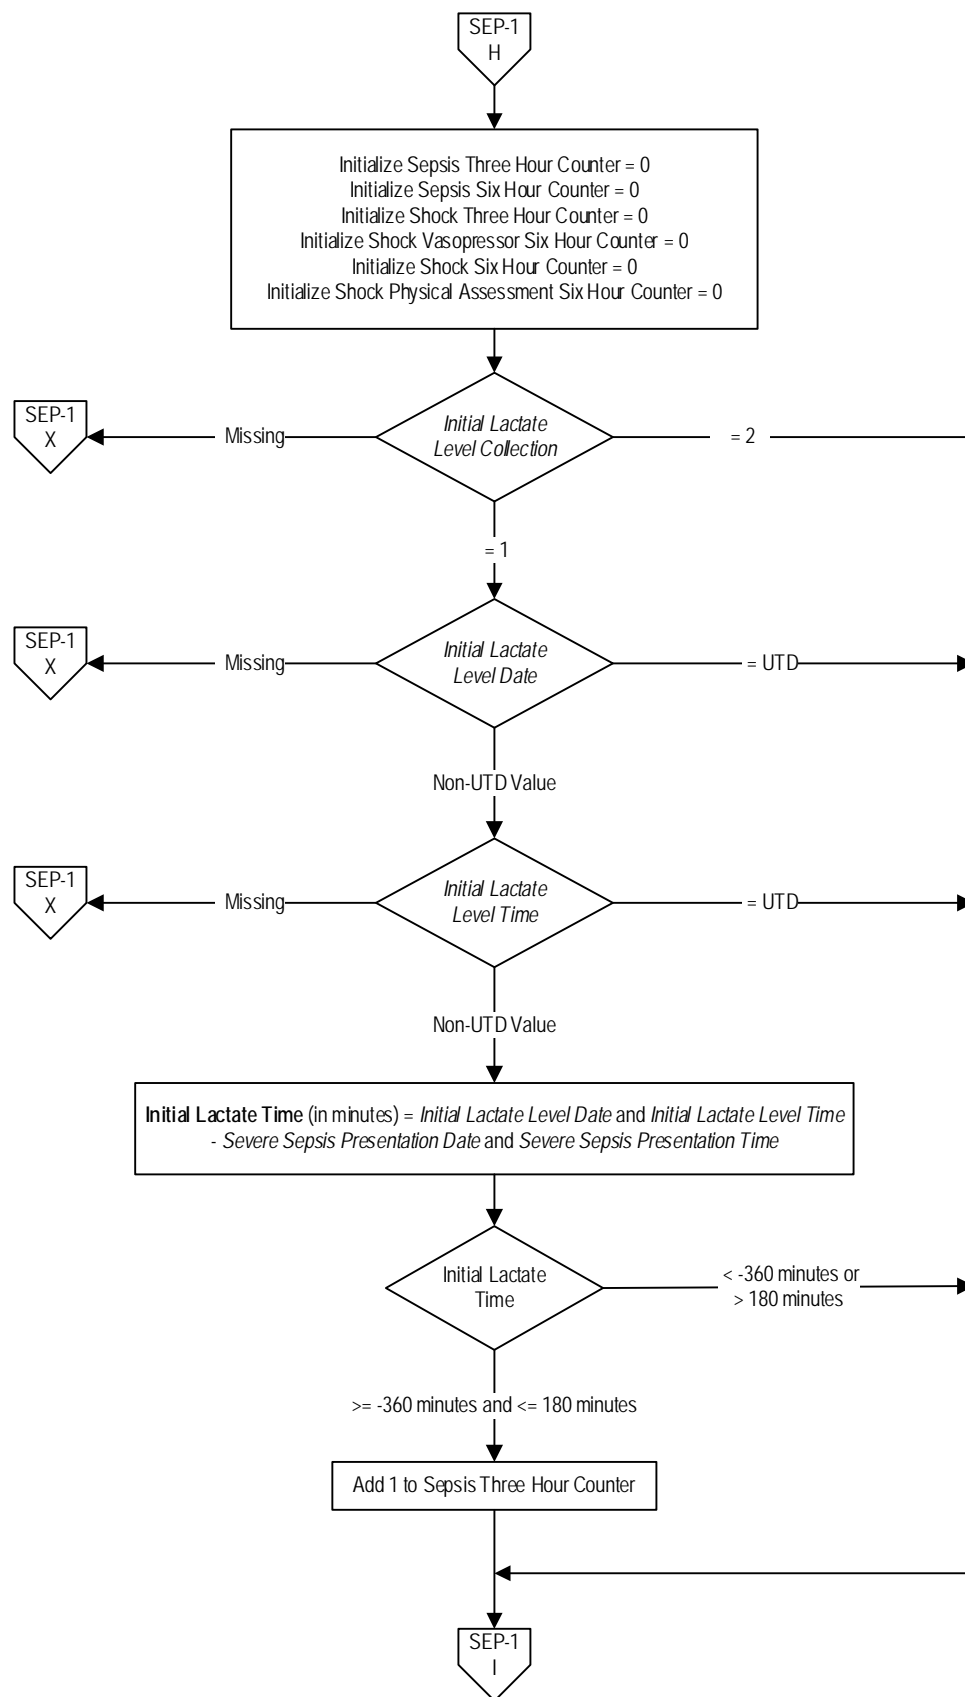 SEP-1
H
Initialize Sepsis Three Hour Counter = 0
Initialize Sepsis Six Hour Counter = 0
Initialize Shock Three Hour Counter = 0
Initialize Shock Vasopressor Six Hour Counter = 0
Initialize Shock Six Hour Counter = 0
Initialize Shock Physical Assessment Six Hour Counter = 0
SEP-1
X
Missing
Initial Lactate
Level Collection
= 2
= 1
SEP-1
X
Missing
Initial Lactate
Level Date
= UTD
Non-UTD Value
SEP-1
X
Missing
Initial Lactate
Level Time
= UTD
Non-UTD Value
Initial Lactate Time (in minutes) = Initial Lactate Level Date and Initial Lactate Level Time
- Severe Sepsis Presentation Date and Severe Sepsis Presentation Time
Initial Lactate
Time
< -360 minutes or
> 180 minutes
>= -360 minutes and <= 180 minutes
Add 1 to Sepsis Three Hour Counter
SEP-1
I